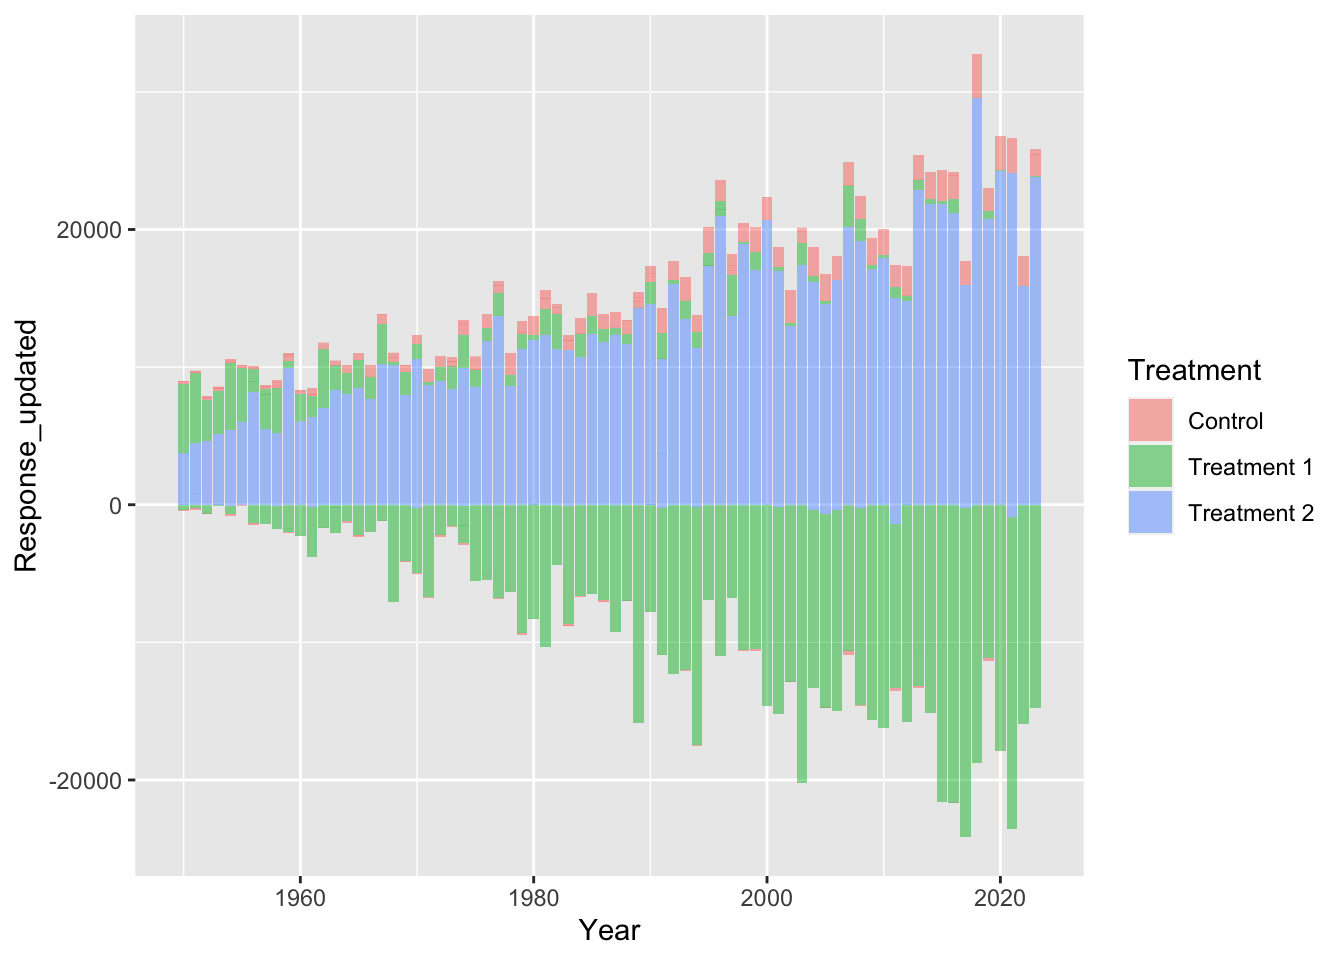 Response_updated
20000
0
-20000
1960
1980
2000
2020
Year
Treatment
Control
Treatment 1
Treatment 2